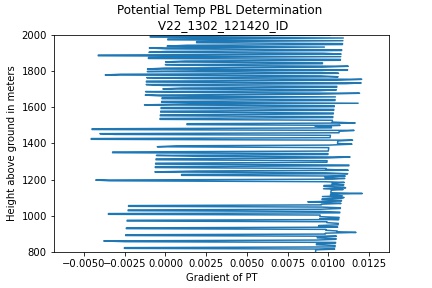 Potential Temp PBL Determination
V22_1302_121420_ID
Height above ground in meters
2000
1800
1600
1400
1200
1000
800
−0.0050−0.0025 0.0000 0.0025 0.0050 0.0075 0.0100 0.0125
Gradient of PT